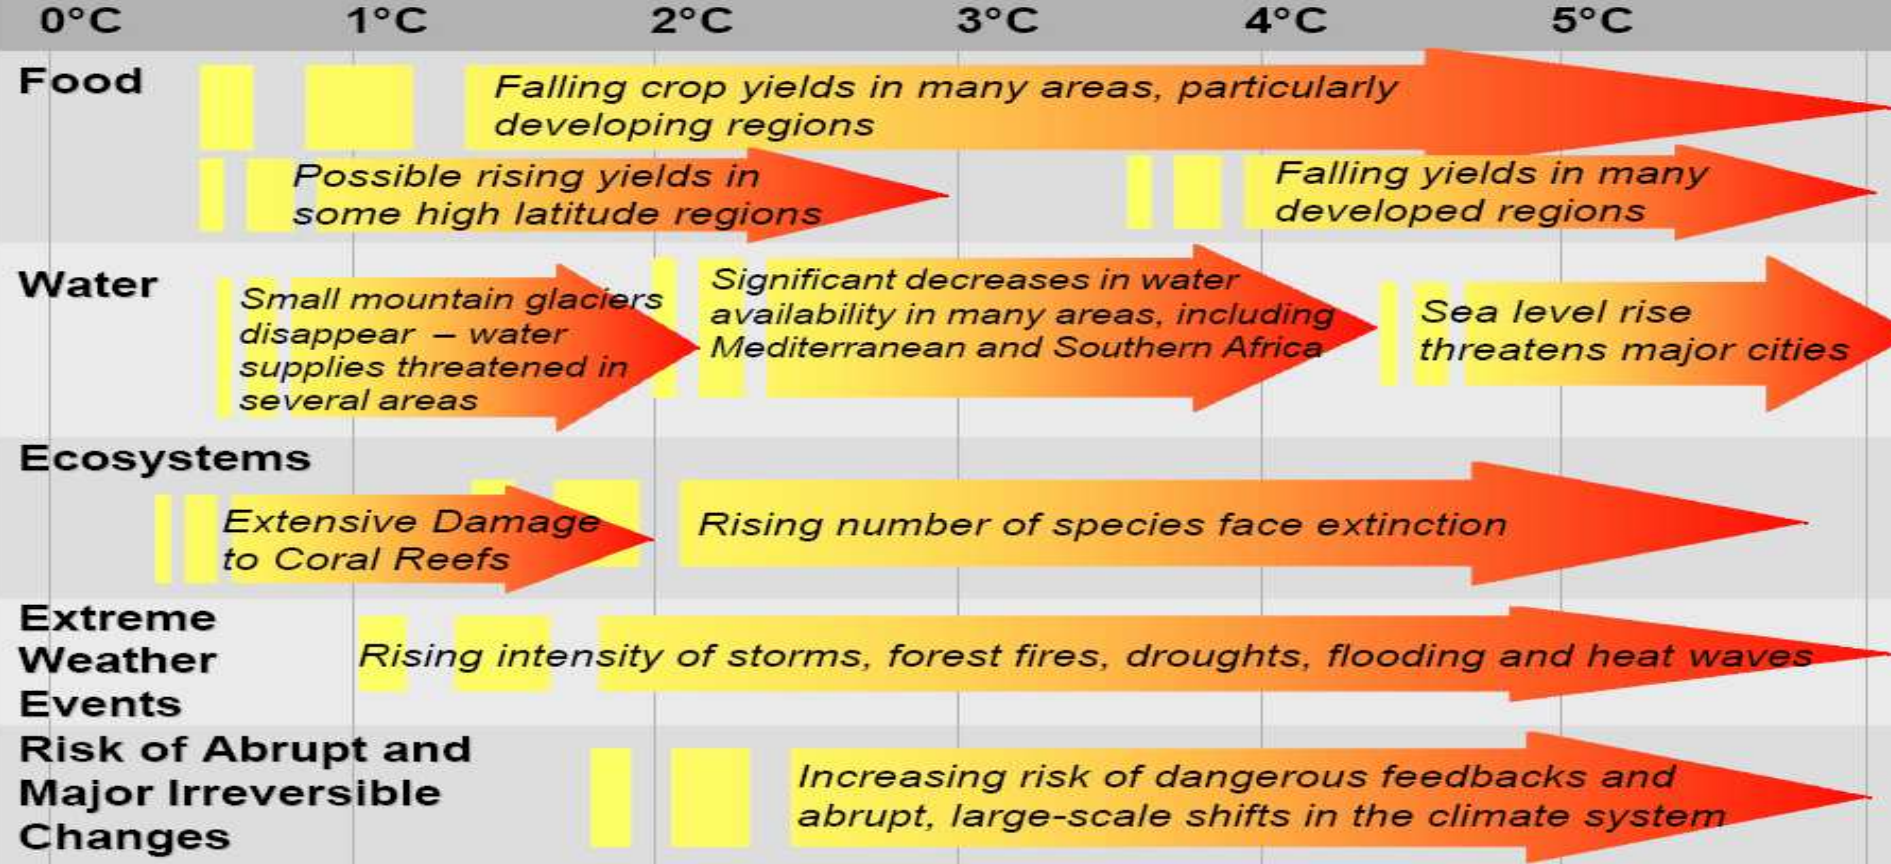 0°C 1°C 2°C 3°C 4°C 5°C
Food
Falling crop yields in many areas, particularly
developing regions
Possible rising yields in
some high latitude regions
Falling yields in many
developed regions
Water
Small mountain glaciers
disappear – water
supplies threatened in
several areas
Significant decreases in water
availability in many areas, including
Mediterranean and Southern Africa
Sea level rise
threatens major cities
Ecosystems
Extensive Damage
to Coral Reefs
Rising number of species face extinction
Extreme
Weather
Events
Rising intensity of storms, forest fires, droughts, flooding and heat waves
Risk of Abrupt and
Major Irreversible
Changes
Increasing risk of dangerous feedbacks and
abrupt, large-scale shifts in the climate system